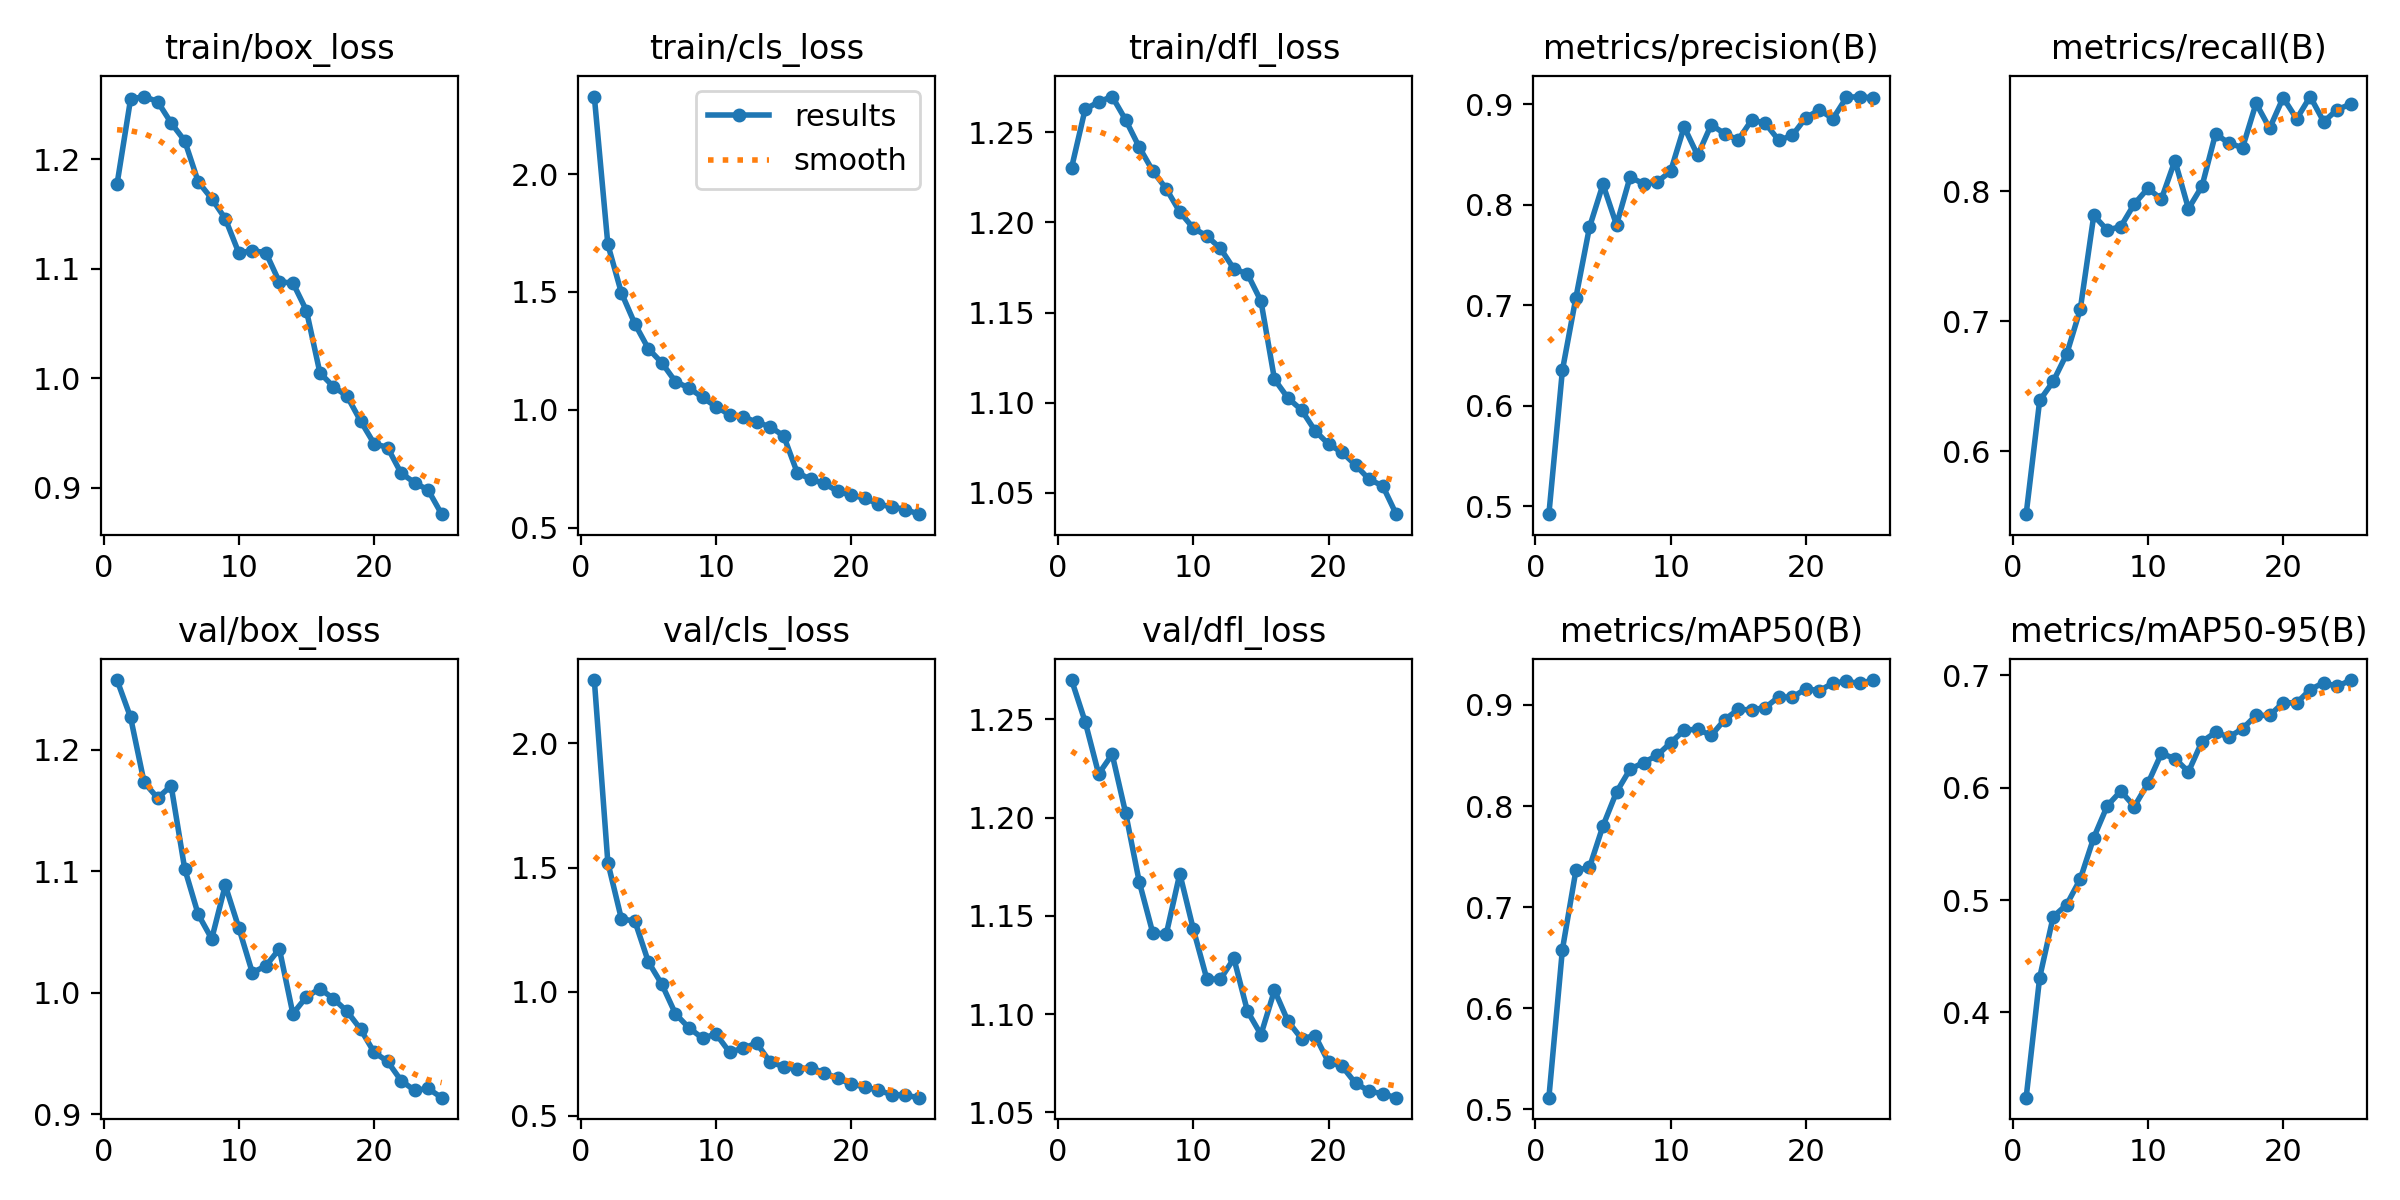 train/box_loss
1.2
1.1
1.0
0.9
0 10 20
train/cls_loss
results
smooth
2.0
1.5
1.0
0.5
0 10 20
train/dfl_loss
1.25
1.20
1.15
1.10
1.05
0 10 20
metrics/precision(B)
0.9
0.8
0.7
0.6
0.5
0 10 20
metrics/recall(B)
0.8
0.7
0.6
0 10 20
val/box_loss
1.2
1.1
1.0
0.9
0 10 20
val/cls_loss
2.0
1.5
1.0
0.5
0 10 20
val/dfl_loss
1.25
1.20
1.15
1.10
1.05
0 10 20
metrics/mAP50(B)
0.9
0.8
0.7
0.6
0.5
0 10 20
metrics/mAP50-95(B)
0.7
0.6
0.5
0.4
0 10 20